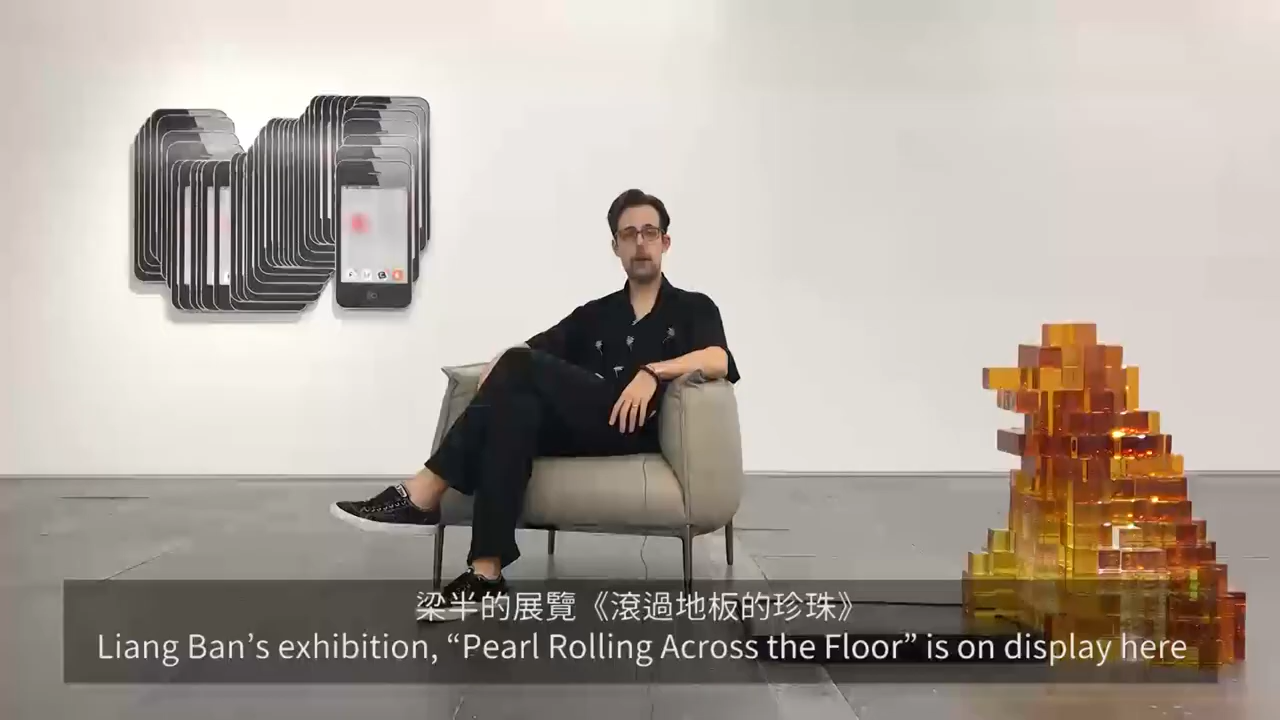 梁半的展覽《滾過地板的珍珠》
Liang Ban’s exhibition, “Pearl Rolling Across the Floor” is on display here